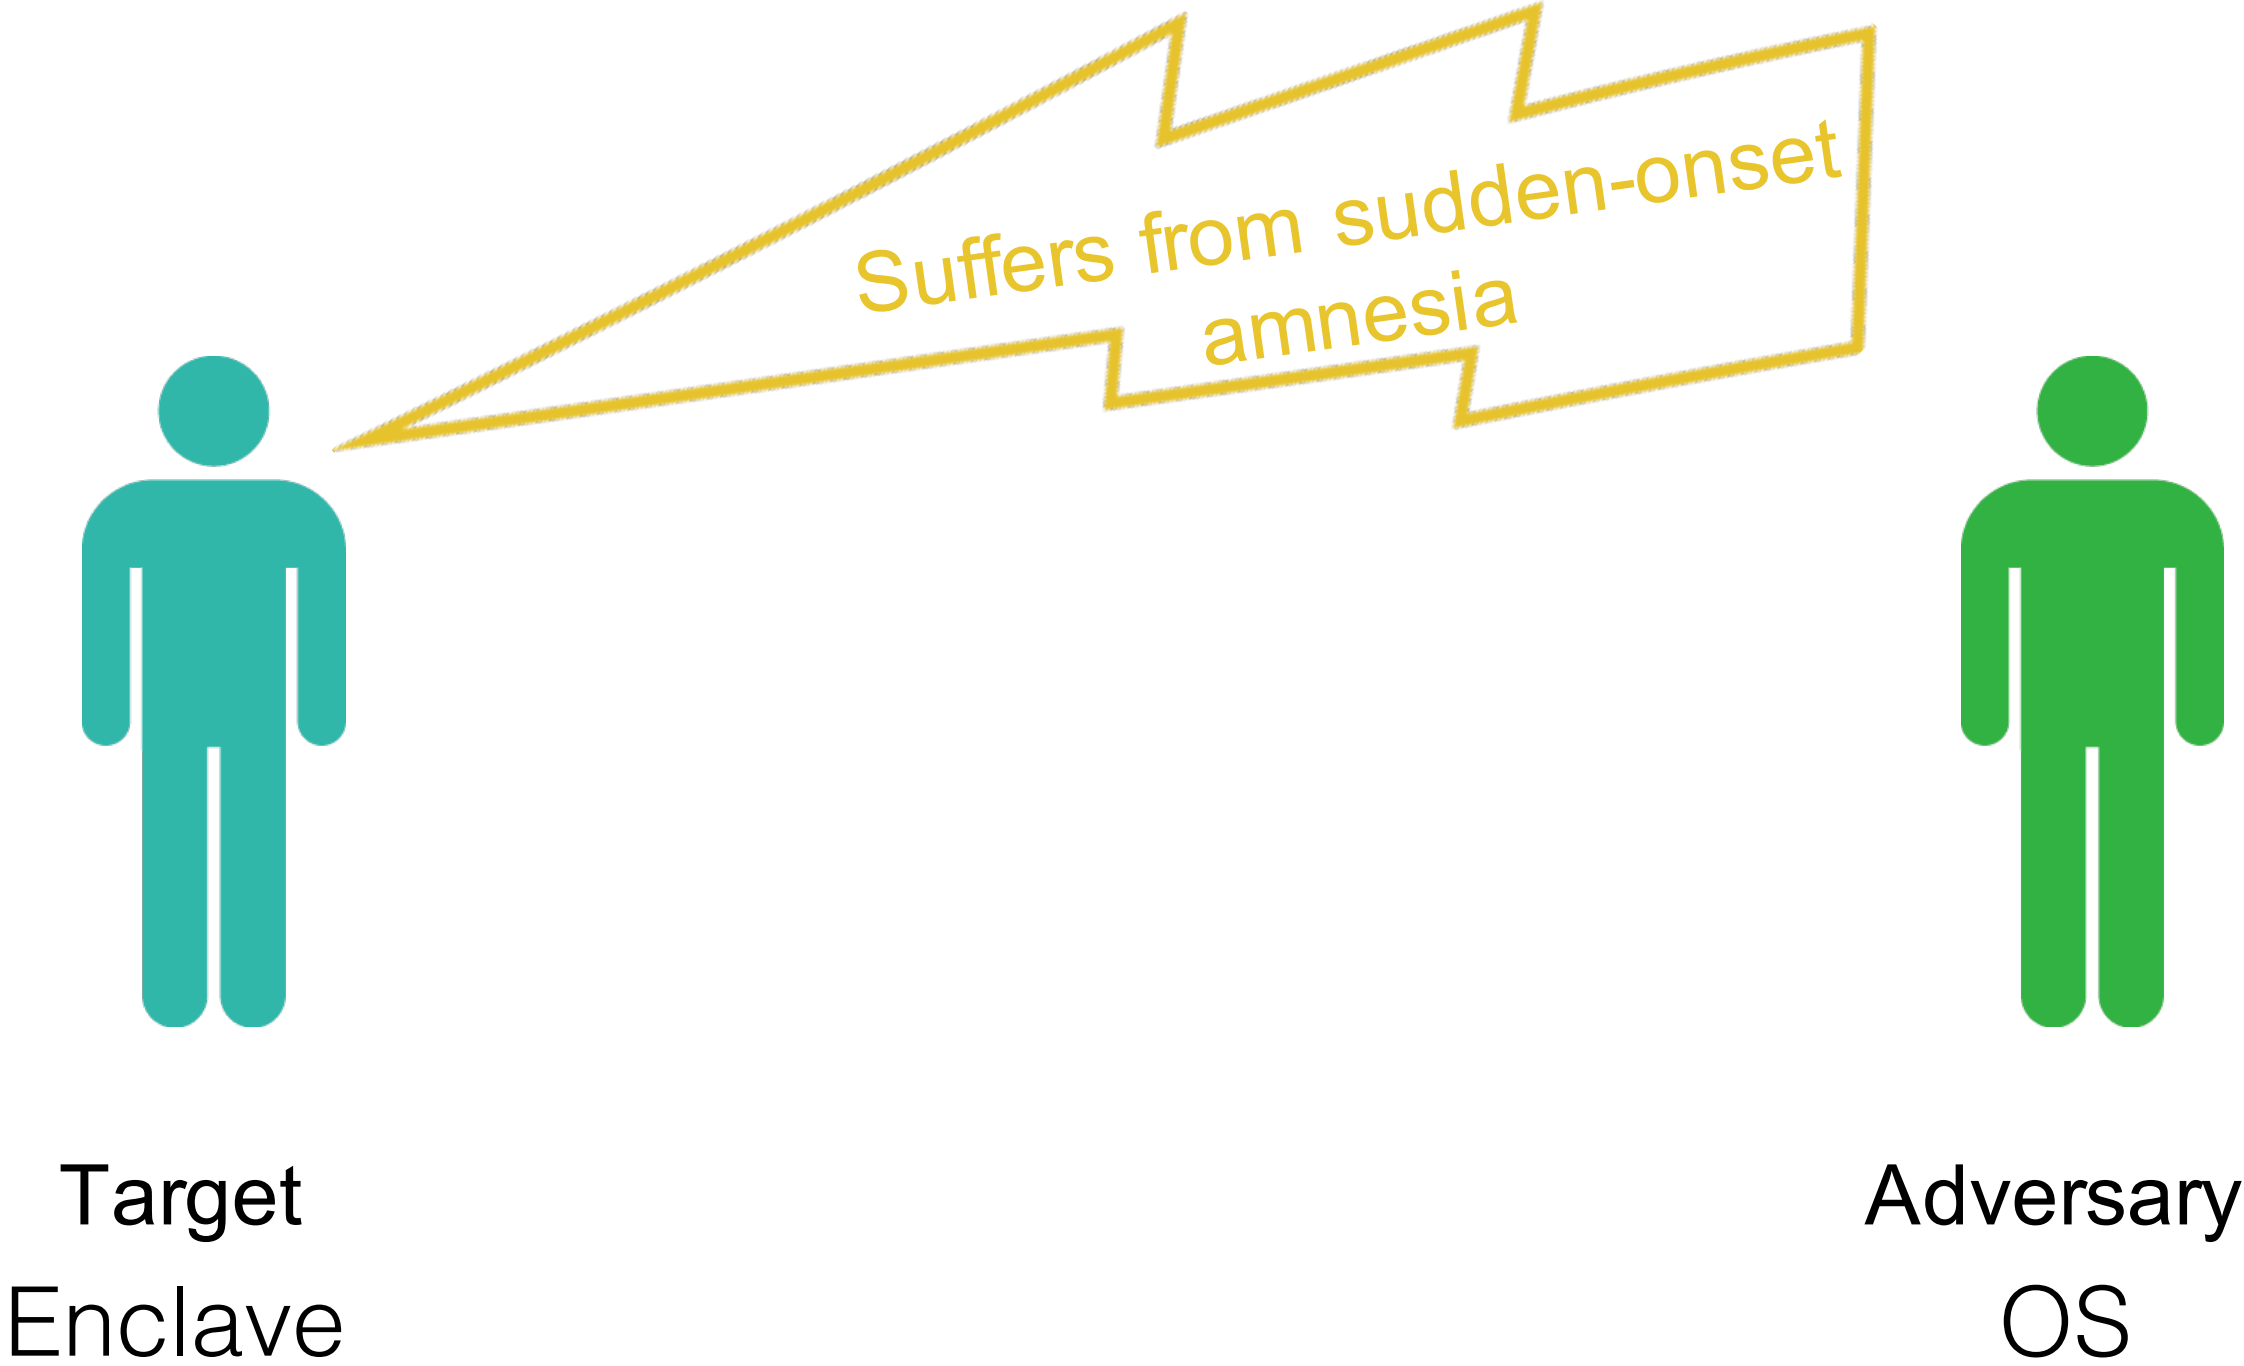 Suffers from sudden-onset
amnesia
Target
Adversary
Enclave
OS